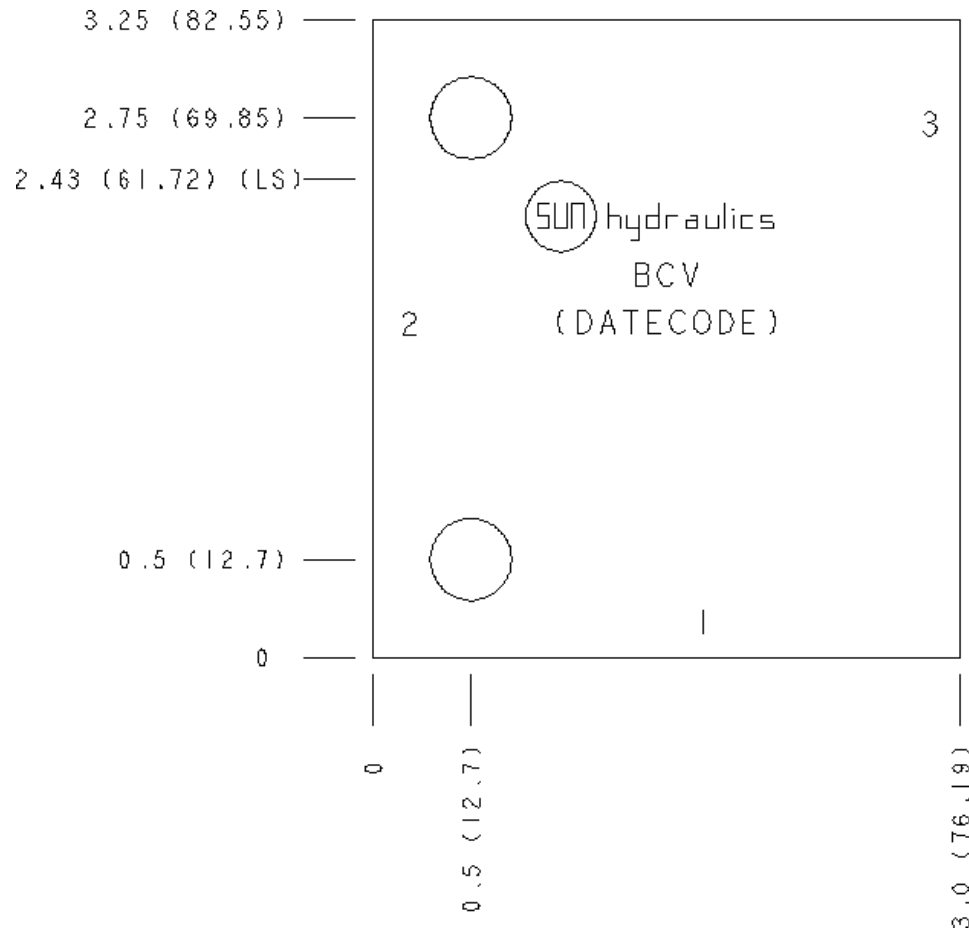 3.25 (82.55)
2.75 (69.85)
3
2.43 (61.72) (LS)
SUN hydraulics
BCV
2
(DATECODE)
0.5 (12.7)
1
0
0
0.5 (12.7)
3.0 (76.19)